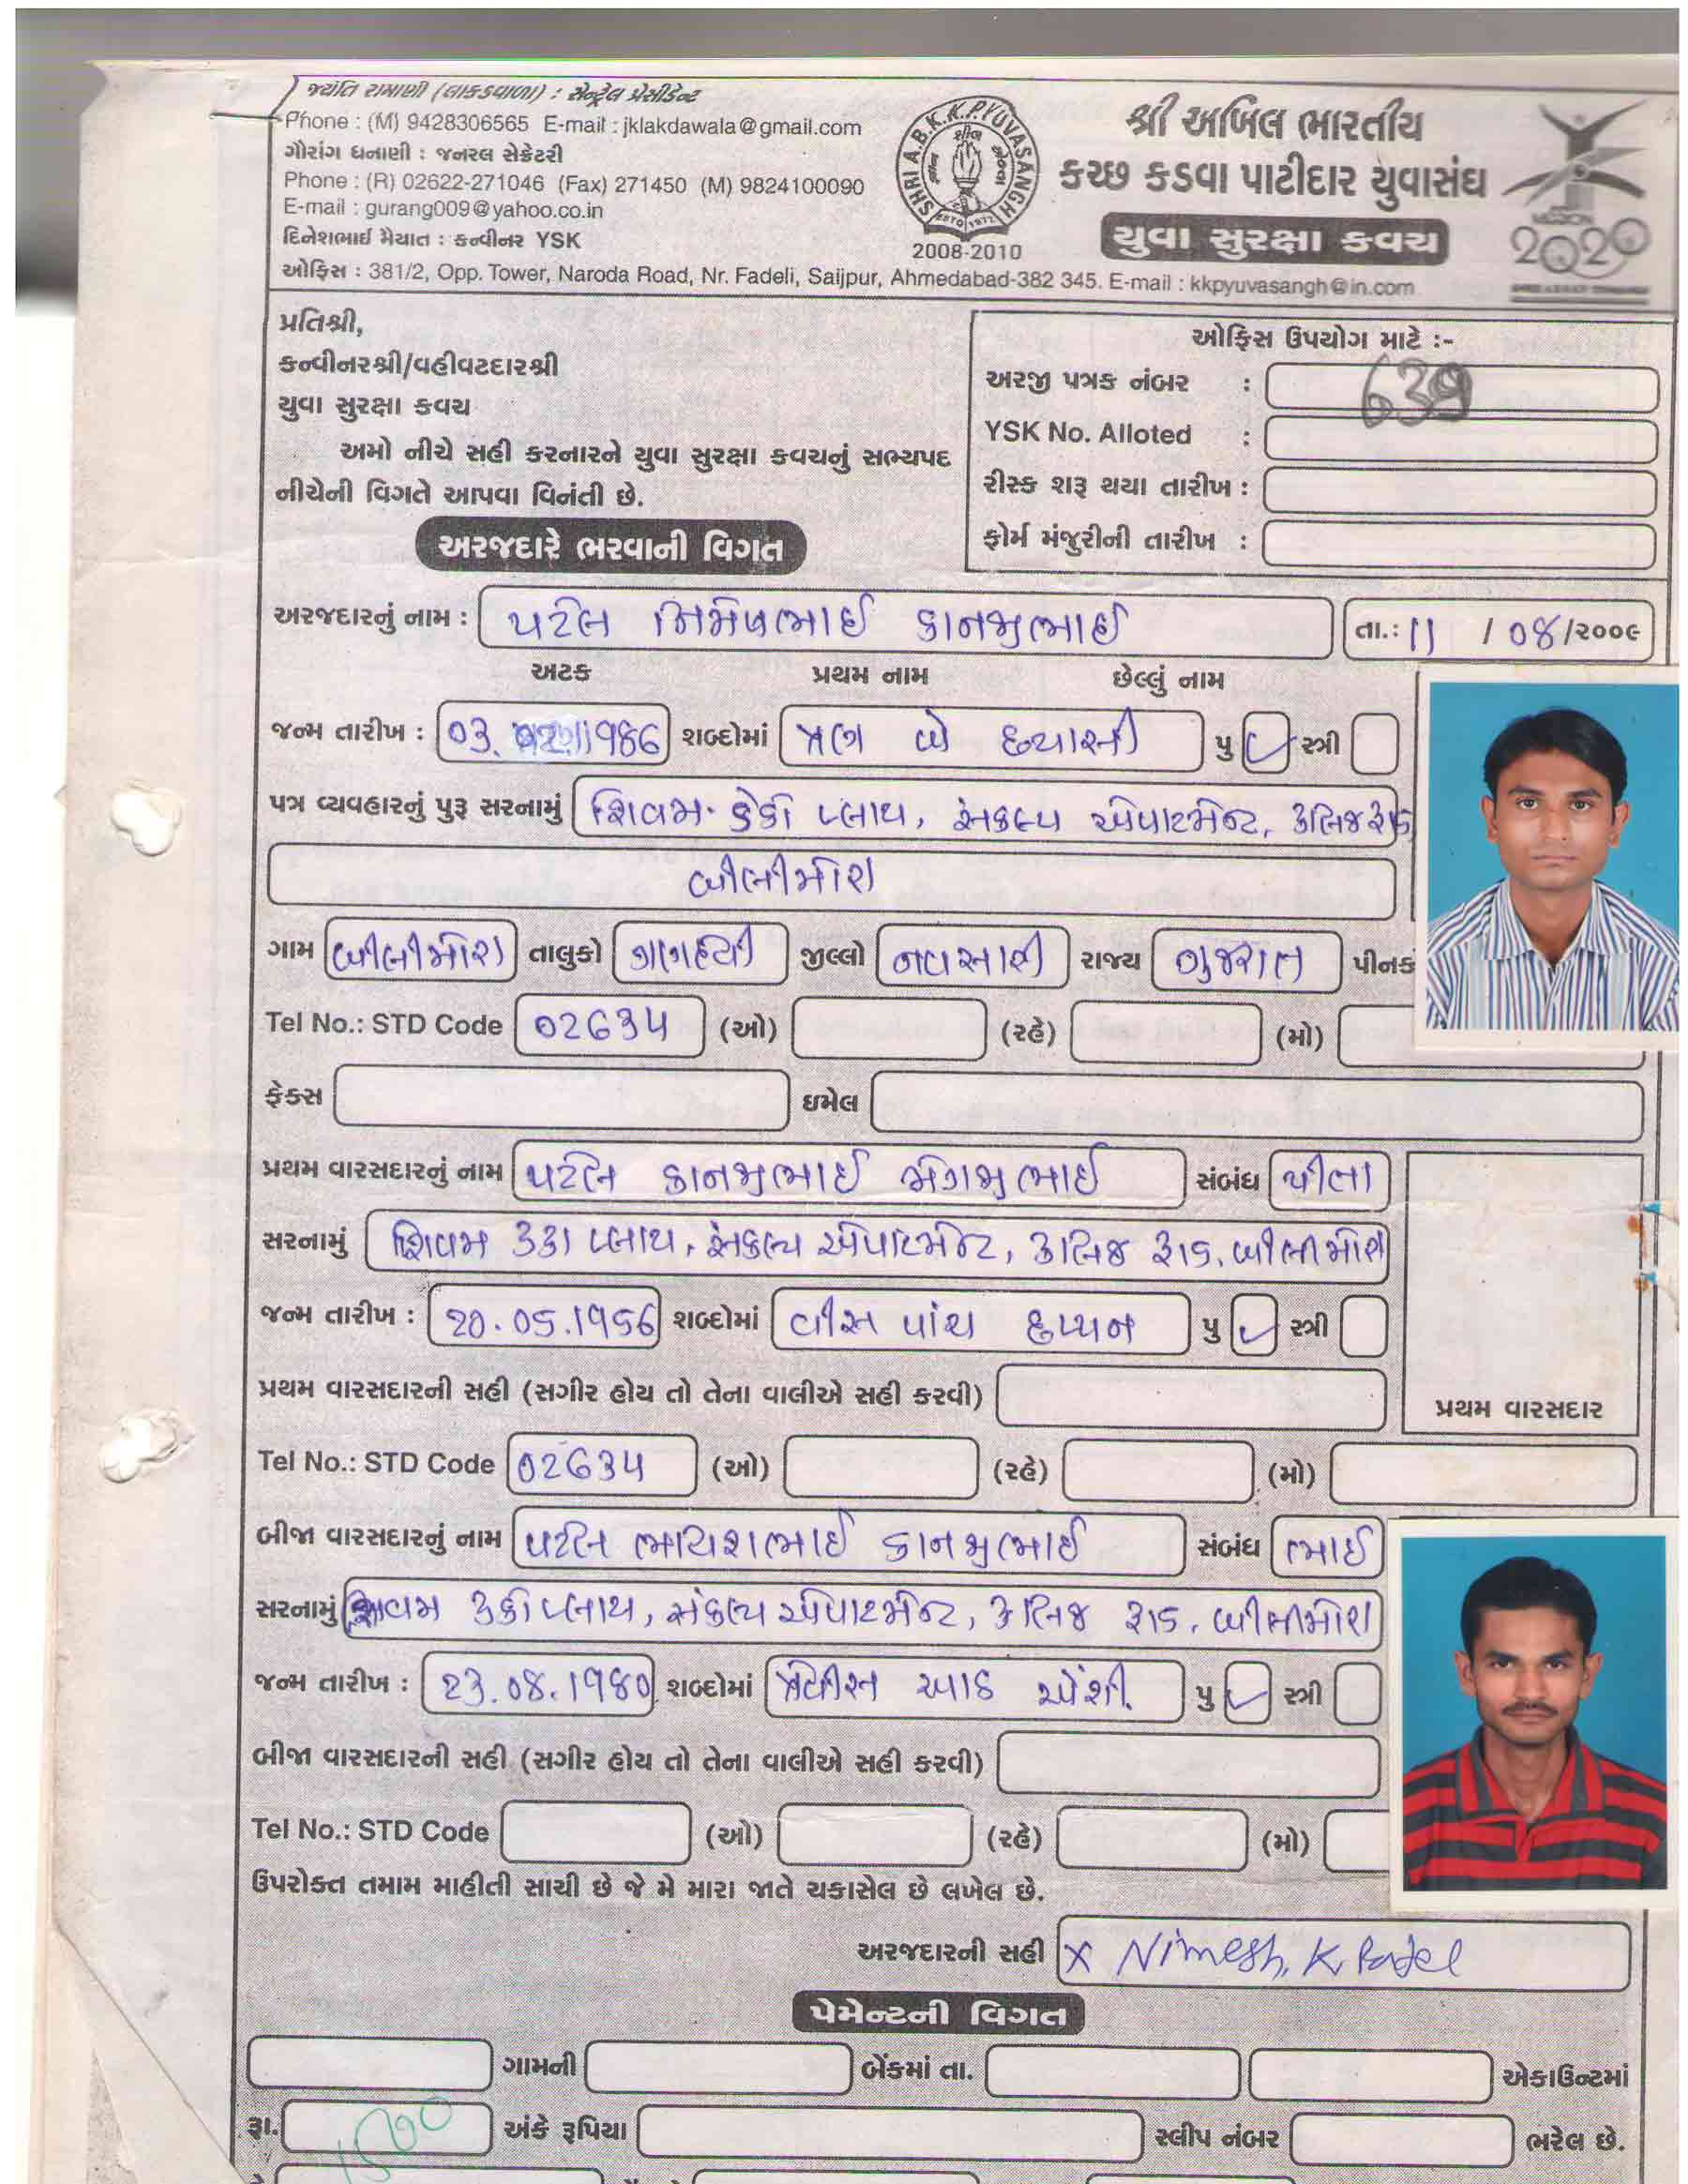 જયંતિ રામાણી (લાકડાવાળા) : સેન્ટ્રલ પ્રેસીડેન્ટ
Phone : (M) 9428306565 E-mail : jklakdawala@gmail.com
ગૌરાંગ ધનાણી : જનરલ સેક્રેટરી
Phone : (R) 02622-271046 (Fax) 271450 (M) 9824100090
E-mail : gurang009@yahoo.co.in
દિનેશભાઈ મૈયાત : કન્વીનર YSK
SHRI A.B.K.K.P.YUVASANGH
ESTD 1972
2008-2010
શ્રી અખિલ ભારતીય
કચ્છ કડવા પાટીદાર યુવાસંઘ
યુવા સુરક્ષા કવચ
MISSION
2020
ઓફિસ : 381/2, Opp. Tower, Naroda Road, Nr. Fadeli, Saijpur, Ahmedabad-382 345. E-mail : kkpyuvasangh@in.com
પ્રતિશ્રી,
કન્વીનરશ્રી/વહીવટદારશ્રી
યુવા સુરક્ષા કવચ
અમો નીચે સહી કરનારને યુવા સુરક્ષા કવચનું સભ્યપદ
નીચેની વિગતે આપવા વિનંતી છે.
ઓફિસ ઉપયોગ માટે :-
અરજી પત્રક નંબર : 639
YSK No. Alloted :
રીસ્ક શરૂ થયા તારીખ :
ફોર્મ મંજુરીની તારીખ :
અરજદારે ભરવાની વિગત
અરજદારનું નામ : પટેલ નિમેષભાઈ કાનજીભાઈ તા.: 11 / 08/૨૦૦૯
અટક પ્રથમ નામ છેલ્લું નામ
જન્મ તારીખ : 03. 02.1986 શબ્દોમાં ત્રણ બે છયાસી પુ સ્ત્રી
પત્ર વ્યવહારનું પુરૂ સરનામું શિવમ પ્લાય, સંકલ્પ એપાટમેન્ટ, કોલેજ રોડ
બીલીમોરા
ગામ બીલીમોરા તાલુકો ગણદેવી જીલ્લો નવસારી રાજ્ય ગુજરાત પીનક
Tel No.: STD Code 02634 (ઓ) (રહે) (મો)
ફેક્સ ઇમેલ
પ્રથમ વારસદારનું નામ પટેલ કાનજીભાઈ ભાઈ સંબંધ પીતા
સરનામું શિવમ પ્લાય, સંકલ્પ એપાટમેન્ટ, કોલેજ રોડ, બીલીમોરા
જન્મ તારીખ : 20.05.1956 શબ્દોમાં વીસ પાંચ છપ્પન પુ સ્ત્રી
પ્રથમ વારસદારની સહી (સગીર હોય તો તેના વાલીએ સહી કરવી)
પ્રથમ વારસદાર
Tel No.: STD Code 02634 (ઓ) (રહે) (મો)
બીજા વારસદારનું નામ પટેલ ભાવેશભાઈ કાનજીભાઈ સંબંધ ભાઈ
સરનામું શિવમ પ્લાય, સંકલ્પ એપાટમેન્ટ, કોલેજ રોડ, બીલીમોરા
જન્મ તારીખ : 23.08.1980 શબ્દોમાં ત્રેવીસ આઠ એંશી. પુ સ્ત્રી
બીજા વારસદારની સહી (સગીર હોય તો તેના વાલીએ સહી કરવી)
Tel No.: STD Code (ઓ) (રહે) (મો)
ઉપરોક્ત તમામ માહીતી સાચી છે જે મે મારા જાતે ચકાસેલ છે લખેલ છે.
અરજદારની સહી x Nimesh. K. Patel
પેમેન્ટની વિગત
ગામની બેંકમાં તા. એકાઉન્ટમાં
રૂા. 1500 અંકે રૂપિયા સ્લીપ નંબર ભરેલ છે.